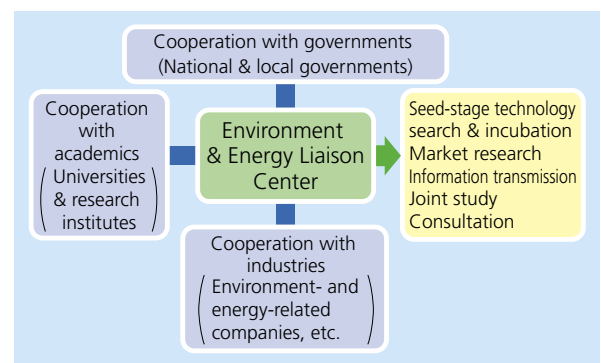 Cooperation with governments
(National & local governments)
Cooperation
with
academics
(Universities
& research
institutes)
Environment
& Energy Liaison
Center
Seed-stage technology
search & incubation
Market research
Information transmission
Joint study
Consultation
Cooperation with
industries
(Environment- and
energy-related
companies, etc.)